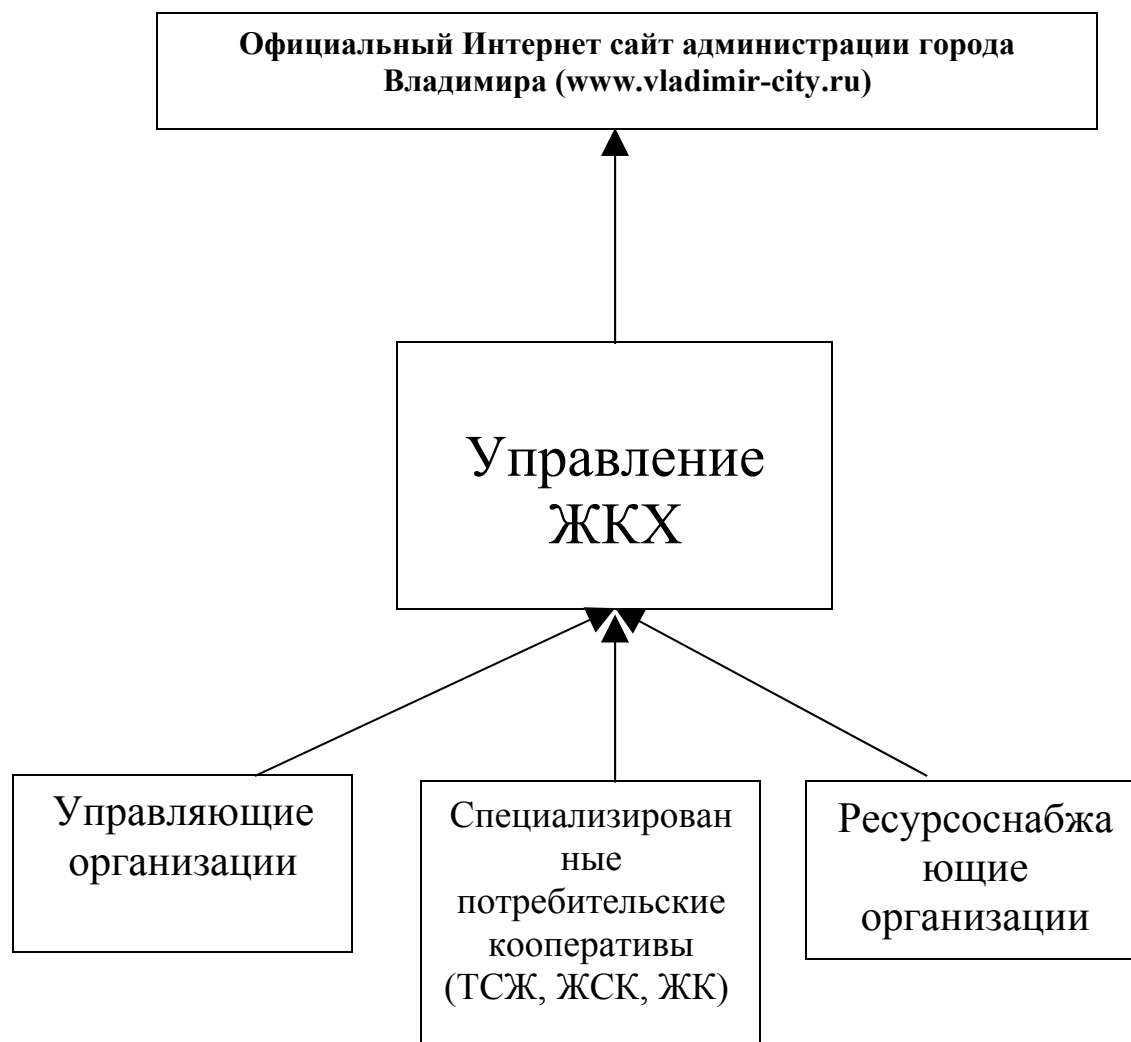 Официальный Интернет сайт администрации города
Владимира (www.vladimir-city.ru)
Управление
ЖКХ
Управляющие
организации
Специализирован
ные
потребительские
кооперативы
(ТСЖ, ЖСК, ЖК)
Ресурсоснабжа
ющие
организации